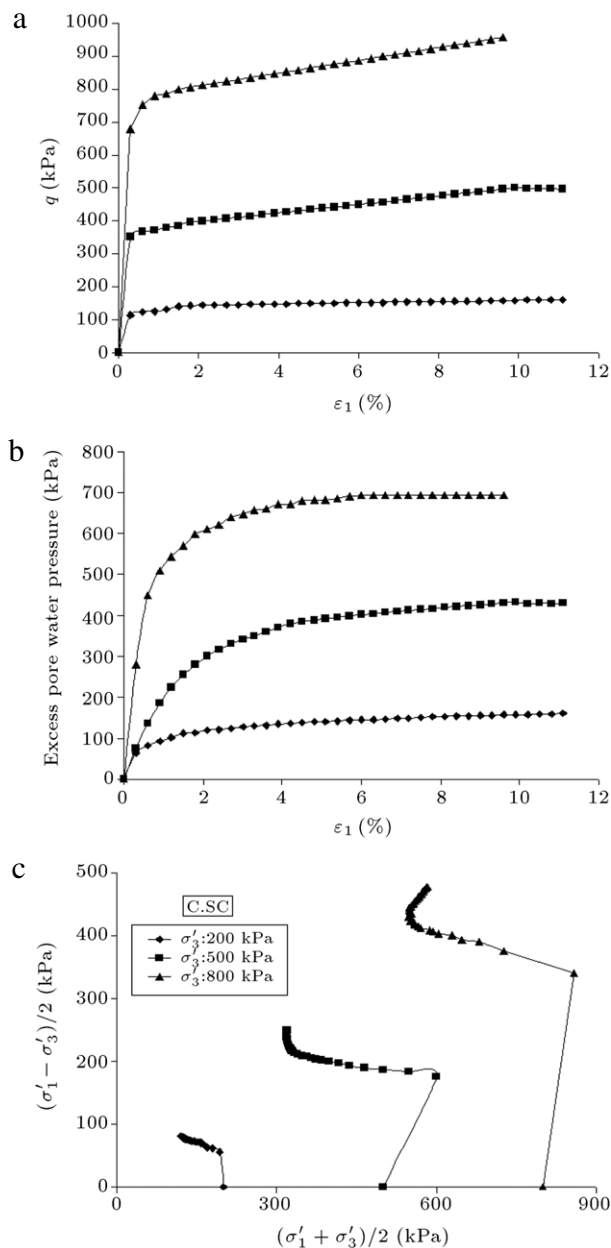 a
1000
900
800
700
600
500
400
300
200
100
0
q (kPa)
0 2 4 6 8 10 12
ε₁ (%)
b
800
700
600
500
400
300
200
100
0
Excess pore water pressure (kPa)
0 2 4 6 8 10 12
ε₁ (%)
c
500
400
300
200
100
0
(σ′₁ − σ′₃)/2 (kPa)
C.SC
σ′₃:200 kPa
σ′₃:500 kPa
σ′₃:800 kPa
0 300 600 900
(σ′₁ + σ′₃)/2 (kPa)